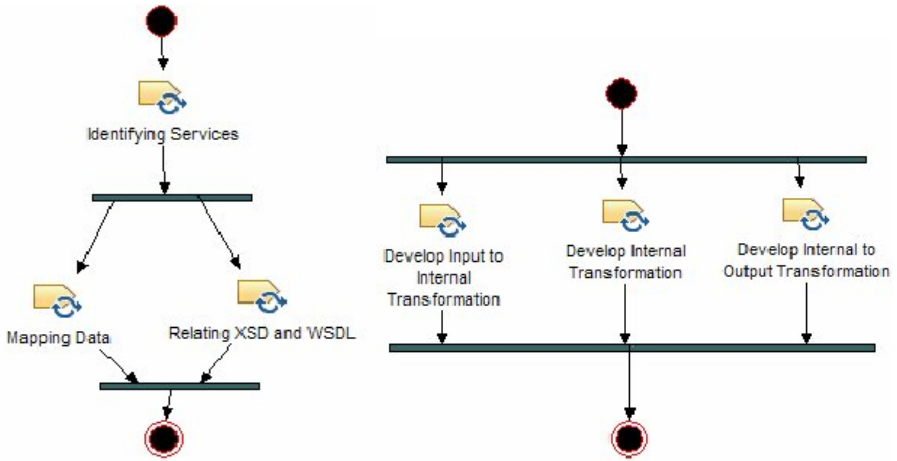 Identifying Services
Mapping Data
Relating XSD and WSDL
Develop Input to
Internal
Transformation
Develop Internal
Transformation
Develop Internal to
Output Transformation